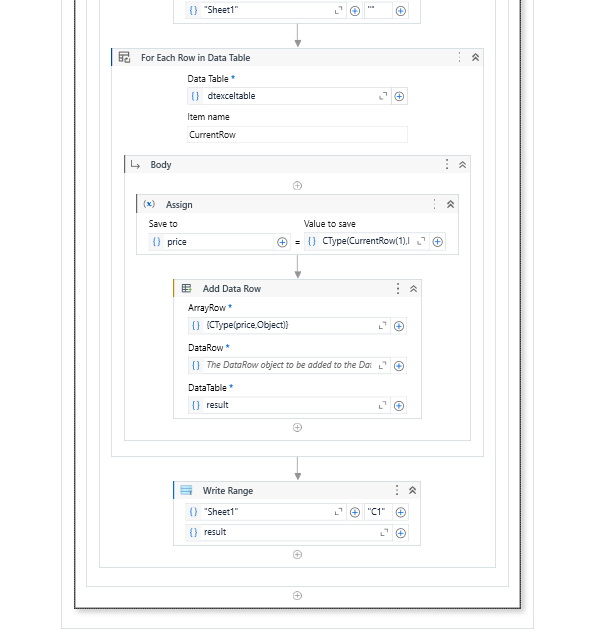 "Sheet1" ""
For Each Row in Data Table
Data Table *
dtexceltable
Item name
CurrentRow
Body
(x) Assign
Save to Value to save
price = CType(CurrentRow(1),I
Add Data Row
ArrayRow *
{CType(price,Object)}
DataRow *
The DataRow object to be added to the Dat
DataTable *
result
Write Range
"Sheet1" "C1"
result